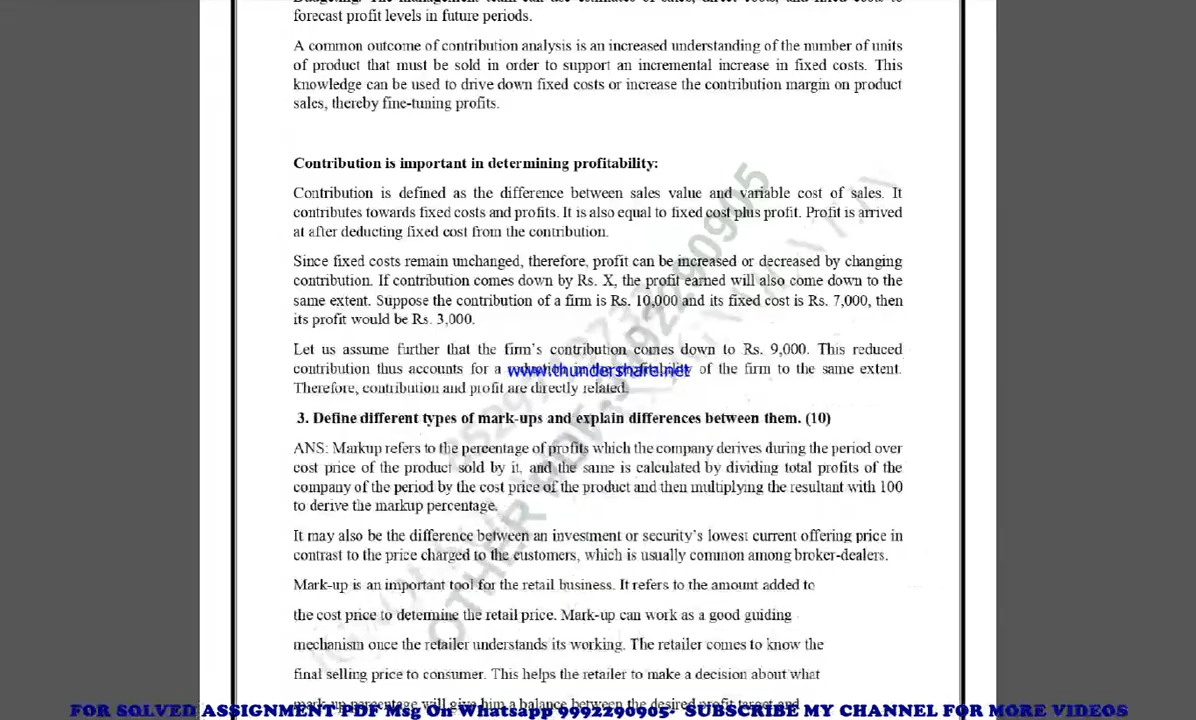 forecast profit levels in future periods.
A common outcome of contribution analysis is an increased understanding of the number of units
of product that must be sold in order to support an incremental increase in fixed costs. This
knowledge can be used to drive down fixed costs or increase the contribution margin on product
sales, thereby fine-tuning profits.
Contribution is important in determining profitability:
Contribution is defined as the difference between sales value and variable cost of sales. It
contributes towards fixed costs and profits. It is also equal to fixed cost plus profit. Profit is arrived
at after deducting fixed cost from the contribution.
Since fixed costs remain unchanged, therefore, profit can be increased or decreased by changing
contribution. If contribution comes down by Rs. X, the profit earned will also come down to the
same extent. Suppose the contribution of a firm is Rs. 10,000 and its fixed cost is Rs. 7,000, then
its profit would be Rs. 3,000.
Let us assume further that the firm's contribution comes down to Rs. 9,000. This reduced
contribution thus accounts for a www.thundershare.net of the firm to the same extent.
Therefore, contribution and profit are directly related.
3. Define different types of mark-ups and explain differences between them. (10)
ANS: Markup refers to the percentage of profits which the company derives during the period over
cost price of the product sold by it, and the same is calculated by dividing total profits of the
company of the period by the cost price of the product and then multiplying the resultant with 100
to derive the markup percentage.
It may also be the difference between an investment or security's lowest current offering price in
contrast to the price charged to the customers, which is usually common among broker-dealers.
Mark-up is an important tool for the retail business. It refers to the amount added to
the cost price to determine the retail price. Mark-up can work as a good guiding
mechanism once the retailer understands its working. The retailer comes to know the
final selling price to consumer. This helps the retailer to make a decision about what
mark-up percentage will give him a balance between the desired profit target and
FOR SOLVED ASSIGNMENT PDF Msg On Whatsapp 9992290905- SUBSCRIBE MY CHANNEL FOR MORE VIDEOS
OTHER PDF-9992290905